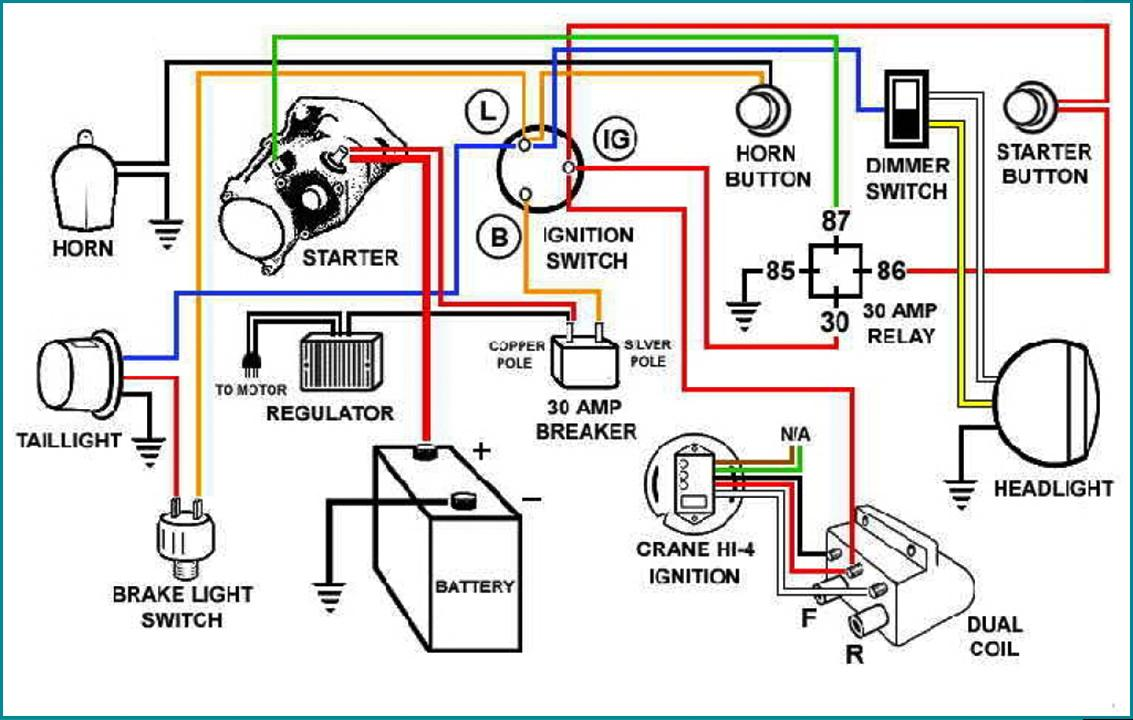 L
IG
B
HORN
BUTTON
DIMMER
SWITCH
STARTER
BUTTON
HORN
STARTER
IGNITION
SWITCH
87
85
86
30
30 AMP
RELAY
COPPER
POLE
SILVER
POLE
TO MOTOR
REGULATOR
30 AMP
BREAKER
TAILLIGHT
+
−
N/A
HEADLIGHT
CRANE HI-4
IGNITION
BATTERY
BRAKE LIGHT
SWITCH
F
R
DUAL
COIL